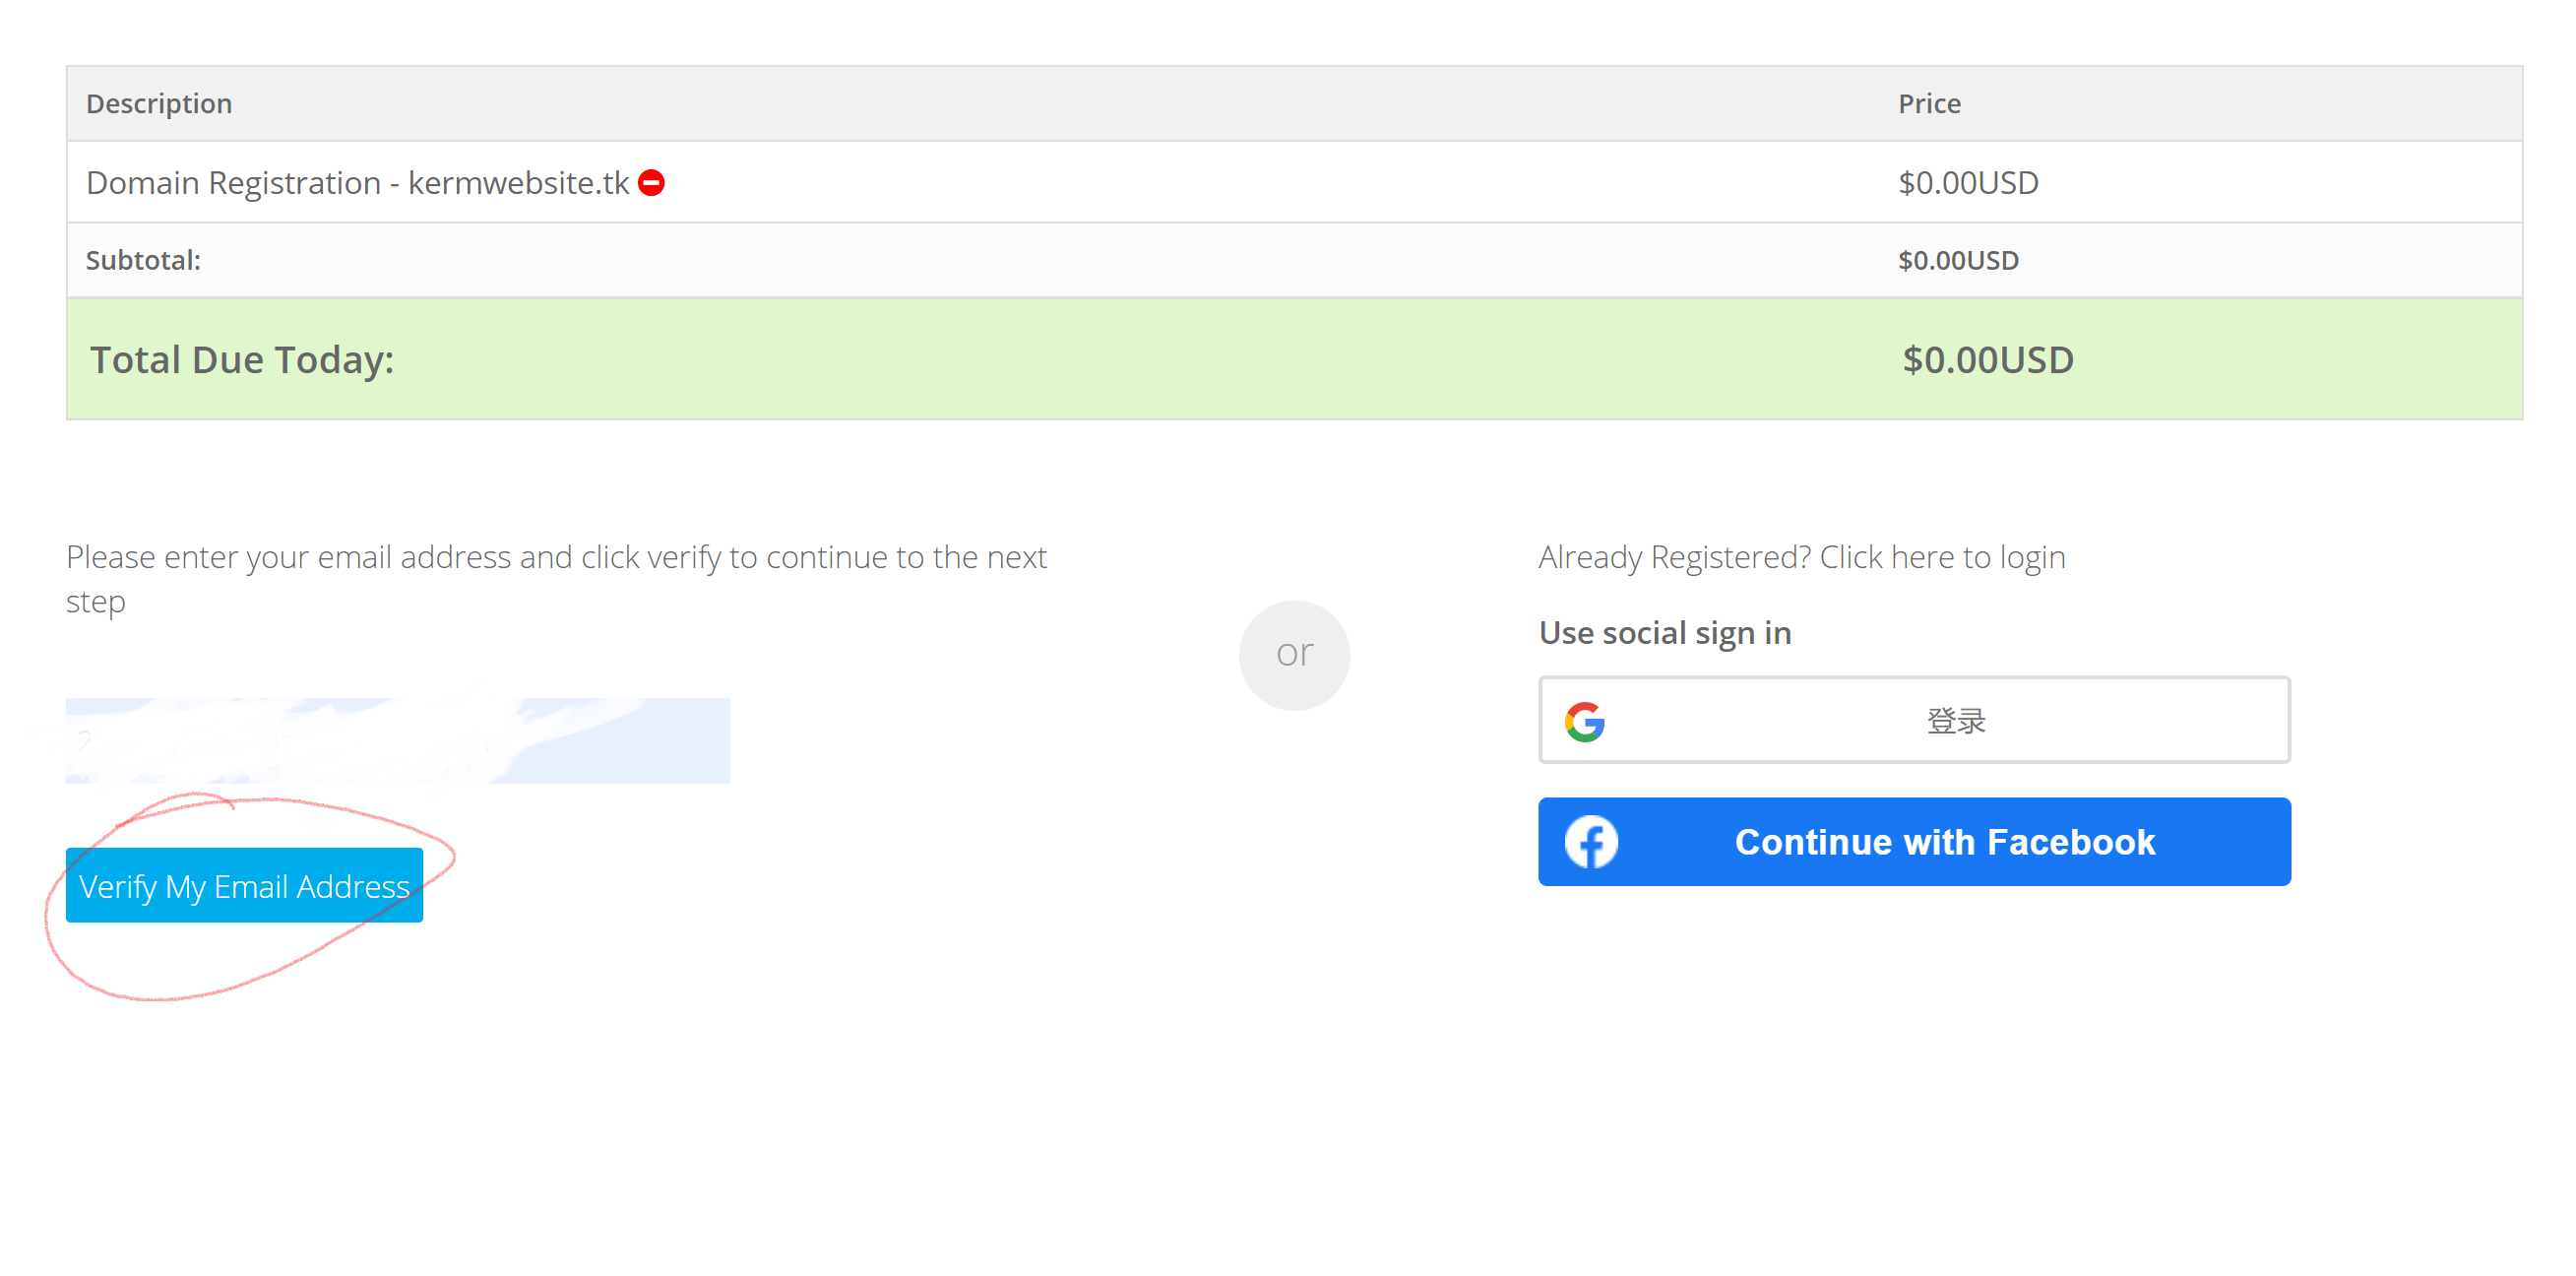 Description Price
Domain Registration - kermwebsite.tk $0.00USD
Subtotal: $0.00USD
Total Due Today: $0.00USD
Please enter your email address and click verify to continue to the next
step
or
Verify My Email Address
Already Registered? Click here to login
Use social sign in
登录
Continue with Facebook